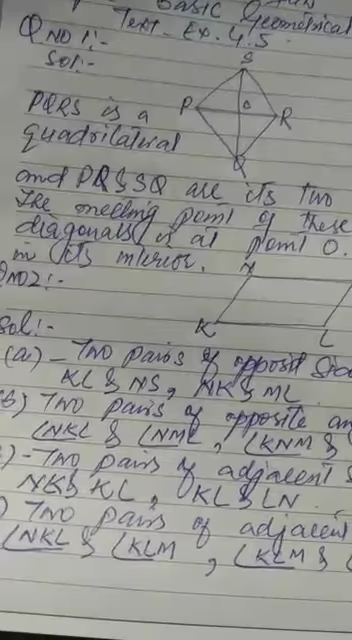 Basic Geometrical
Text - Ex. 4.5
Q NO 1:-
Sol:-
S
P
O
R
Q
PQRS is a
quadrilateral
and PR & SQ are its two
The meeting point of these
diagonals is at point O.
in its interior.
NO2:-
N
K
L
Sol:-
(a) - Two pairs of opposit
KL & NS, NK & ML
(b) Two pairs of opposite an
∠NKL & ∠NML, ∠KNM &
)- Two pairs of adjacent S
NK & KL, KL & LN
) Two pairs of adjacent
∠NKL & ∠KLM, ∠KLM & ∠